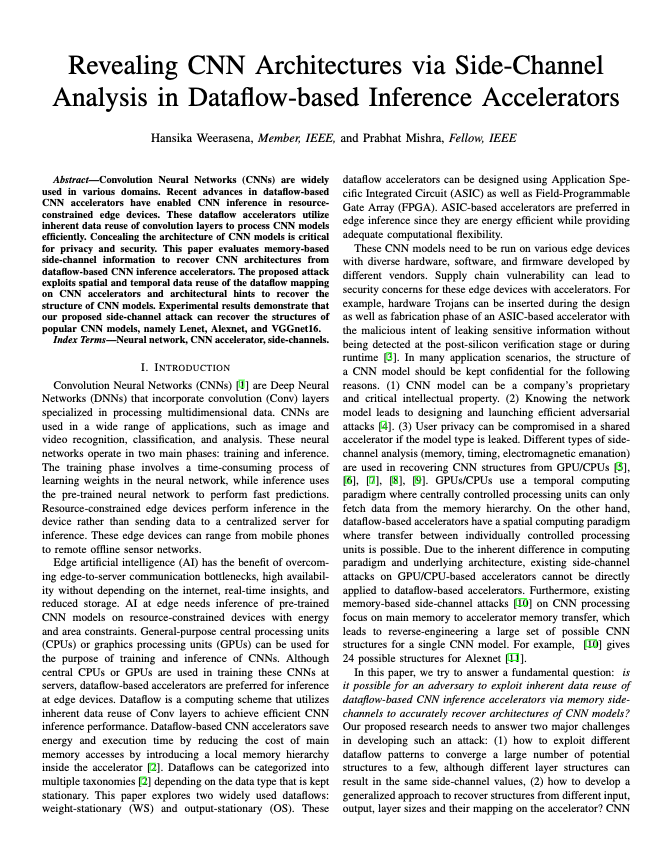 Revealing CNN Architectures via Side-Channel
Analysis in Dataflow-based Inference Accelerators
Hansika Weerasena, Member, IEEE, and Prabhat Mishra, Fellow, IEEE
Abstract—Convolution Neural Networks (CNNs) are widely
used in various domains. Recent advances in dataflow-based
CNN accelerators have enabled CNN inference in resource-
constrained edge devices. These dataflow accelerators utilize
inherent data reuse of convolution layers to process CNN models
efficiently. Concealing the architecture of CNN models is critical
for privacy and security. This paper evaluates memory-based
side-channel information to recover CNN architectures from
dataflow-based CNN inference accelerators. The proposed attack
exploits spatial and temporal data reuse of the dataflow mapping
on CNN accelerators and architectural hints to recover the
structure of CNN models. Experimental results demonstrate that
our proposed side-channel attack can recover the structures of
popular CNN models, namely Lenet, Alexnet, and VGGnet16.
Index Terms—Neural network, CNN accelerator, side-channels.
I. INTRODUCTION
Convolution Neural Networks (CNNs) [1] are Deep Neural
Networks (DNNs) that incorporate convolution (Conv) layers
specialized in processing multidimensional data. CNNs are
used in a wide range of applications, such as image and
video recognition, classification, and analysis. These neural
networks operate in two main phases: training and inference.
The training phase involves a time-consuming process of
learning weights in the neural network, while inference uses
the pre-trained neural network to perform fast predictions.
Resource-constrained edge devices perform inference in the
device rather than sending data to a centralized server for
inference. These edge devices can range from mobile phones
to remote offline sensor networks.
Edge artificial intelligence (AI) has the benefit of overcom-
ing edge-to-server communication bottlenecks, high availabil-
ity without depending on the internet, real-time insights, and
reduced storage. AI at edge needs inference of pre-trained
CNN models on resource-constrained devices with energy
and area constraints. General-purpose central processing units
(CPUs) or graphics processing units (GPUs) can be used for
the purpose of training and inference of CNNs. Although
central CPUs or GPUs are used in training these CNNs at
servers, dataflow-based accelerators are preferred for inference
at edge devices. Dataflow is a computing scheme that utilizes
inherent data reuse of Conv layers to achieve efficient CNN
inference performance. Dataflow-based CNN accelerators save
energy and execution time by reducing the cost of main
memory accesses by introducing a local memory hierarchy
inside the accelerator [2]. Dataflows can be categorized into
multiple taxonomies [2] depending on the data type that is kept
stationary. This paper explores two widely used dataflows:
weight-stationary (WS) and output-stationary (OS). These
dataflow accelerators can be designed using Application Spe-
cific Integrated Circuit (ASIC) as well as Field-Programmable
Gate Array (FPGA). ASIC-based accelerators are preferred in
edge inference since they are energy efficient while providing
adequate computational flexibility.
These CNN models need to be run on various edge devices
with diverse hardware, software, and firmware developed by
different vendors. Supply chain vulnerability can lead to
security concerns for these edge devices with accelerators. For
example, hardware Trojans can be inserted during the design
as well as fabrication phase of an ASIC-based accelerator with
the malicious intent of leaking sensitive information without
being detected at the post-silicon verification stage or during
runtime [3]. In many application scenarios, the structure of
a CNN model should be kept confidential for the following
reasons. (1) CNN model can be a company's proprietary
and critical intellectual property. (2) Knowing the network
model leads to designing and launching efficient adversarial
attacks [4]. (3) User privacy can be compromised in a shared
accelerator if the model type is leaked. Different types of side-
channel analysis (memory, timing, electromagnetic emanation)
are used in recovering CNN structures from GPU/CPUs [5],
[6], [7], [8], [9]. GPUs/CPUs use a temporal computing
paradigm where centrally controlled processing units can only
fetch data from the memory hierarchy. On the other hand,
dataflow-based accelerators have a spatial computing paradigm
where transfer between individually controlled processing
units is possible. Due to the inherent difference in computing
paradigm and underlying architecture, existing side-channel
attacks on GPU/CPU-based accelerators cannot be directly
applied to dataflow-based accelerators. Furthermore, existing
memory-based side-channel attacks [10] on CNN processing
focus on main memory to accelerator memory transfer, which
leads to reverse-engineering a large set of possible CNN
structures for a single CNN model. For example, [10] gives
24 possible structures for Alexnet [11].
In this paper, we try to answer a fundamental question: is
it possible for an adversary to exploit inherent data reuse of
dataflow-based CNN inference accelerators via memory side-
channels to accurately recover architectures of CNN models?
Our proposed research needs to answer two major challenges
in developing such an attack: (1) how to exploit different
dataflow patterns to converge a large number of potential
structures to a few, although different layer structures can
result in the same side-channel values, (2) how to develop a
generalized approach to recover structures from different input,
output, layer sizes and their mapping on the accelerator? CNN